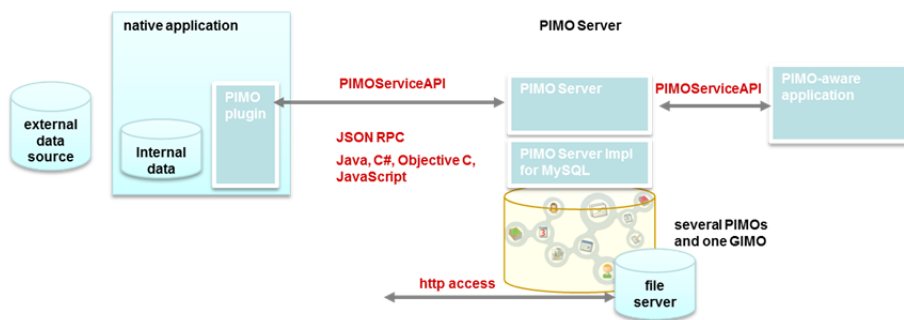 native application
PIMO Server
external
data
source
Internal
data
PIMO
plugin
PIMOServiceAPI
JSON RPC
Java, C#, Objective C,
JavaScript
PIMO Server
PIMO Server Impl
for MySQL
PIMOServiceAPI
PIMO-aware
application
several PIMOs
and one GIMO
http access
file
server